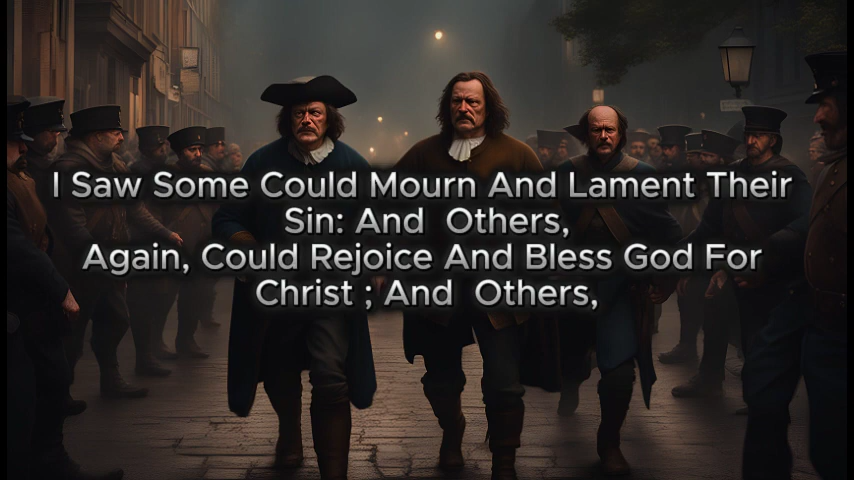 I Saw Some Could Mourn And Lament Their
Sin: And  Others,
Again, Could Rejoice And Bless God For
Christ ; And  Others,